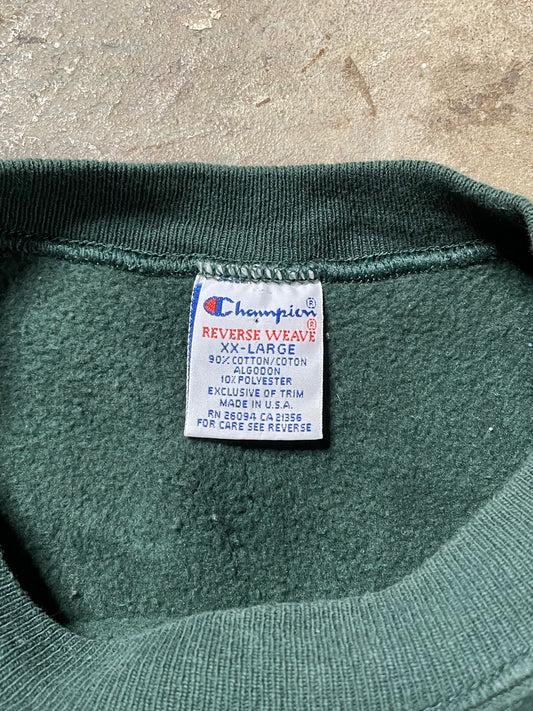 Champion®
REVERSE WEAVE®
XX-LARGE
90% COTTON/COTON
ALGODON
10% POLYESTER
EXCLUSIVE OF TRIM
MADE IN U.S.A.
RN 26094 CA 21356
FOR CARE SEE REVERSE